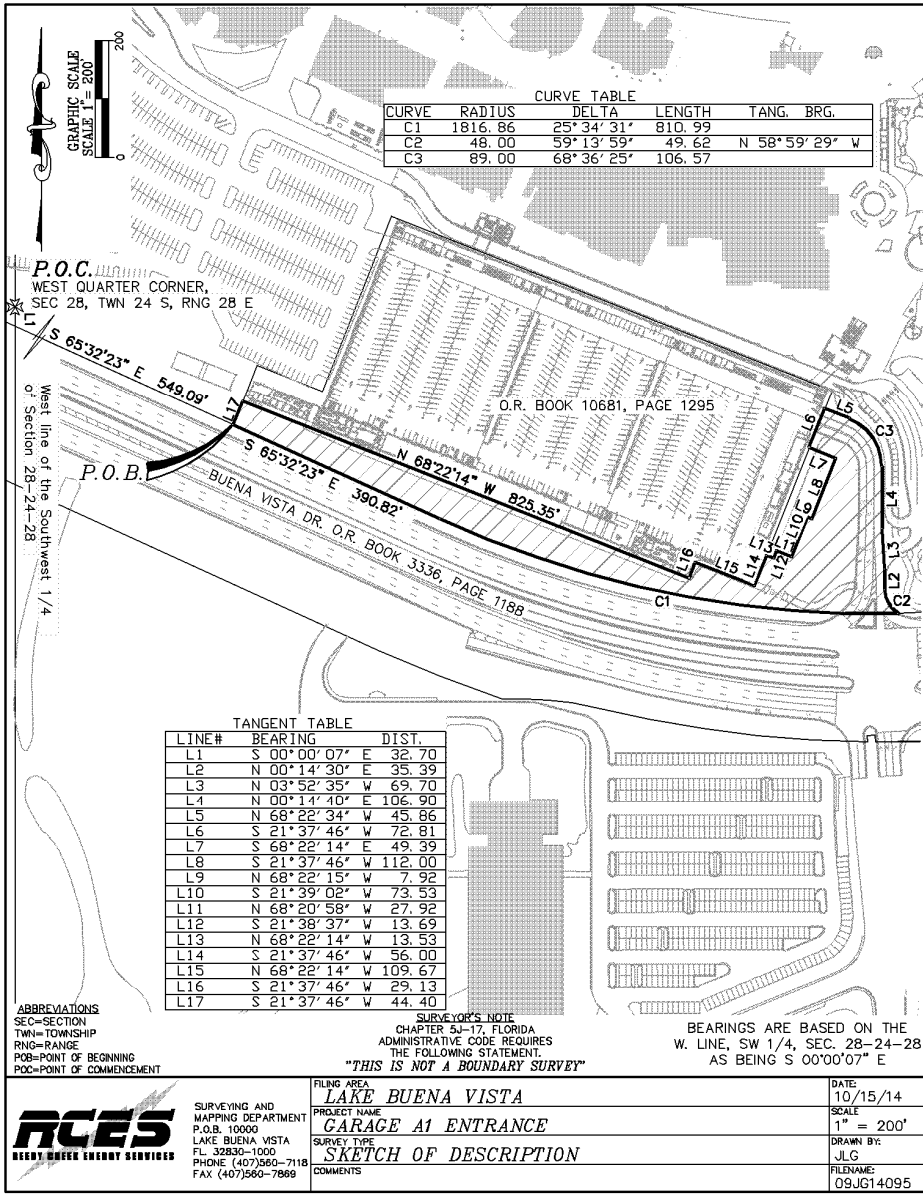 GRAPHIC SCALE
SCALE 1" = 200'
0
200
CURVE TABLE
CURVE RADIUS DELTA LENGTH TANG. BRG.
C1 1816.86 25°34'31" 810.99
C2 48.00 59°13'59" 49.62 N 58°59'29" W
C3 89.00 68°36'25" 106.57
P.O.C.
WEST QUARTER CORNER,
SEC 28, TWN 24 S, RNG 28 E
L1
S 65°32'23" E 549.09'
West line of the Southwest 1/4
of Section 28-24-28
L17
P.O.B.
O.R. BOOK 10681, PAGE 1295
N 68°22'14" W 825.35'
S 65°32'23" E 390.82'
BUENA VISTA DR. O.R. BOOK 3336, PAGE 1188
L5
L6
C3
L7
L8
L4
L9
L10
L3
L13
L11
L12
L14
L15
L16
L2
C2
C1
TANGENT TABLE
LINE# BEARING DIST.
L1 S 00°00'07" E 32.70
L2 N 00°14'30" E 35.39
L3 N 03°52'35" W 69.70
L4 N 00°14'40" E 106.90
L5 N 68°22'34" W 45.86
L6 S 21°37'46" W 72.81
L7 S 68°22'14" E 49.39
L8 S 21°37'46" W 112.00
L9 N 68°22'15" W 7.92
L10 S 21°39'02" W 73.53
L11 N 68°20'58" W 27.92
L12 S 21°38'37" W 13.69
L13 N 68°22'14" W 13.53
L14 S 21°37'46" W 56.00
L15 N 68°22'14" W 109.67
L16 S 21°37'46" W 29.13
L17 S 21°37'46" W 44.40
ABBREVIATIONS
SEC=SECTION
TWN=TOWNSHIP
RNG=RANGE
POB=POINT OF BEGINNING
POC=POINT OF COMMENCEMENT
SURVEYOR'S NOTE
CHAPTER 5J-17, FLORIDA
ADMINISTRATIVE CODE REQUIRES
THE FOLLOWING STATEMENT.
"THIS IS NOT A BOUNDARY SURVEY"
BEARINGS ARE BASED ON THE
W. LINE, SW 1/4, SEC. 28-24-28
AS BEING S 00°00'07" E
RCES
REEDY CREEK ENERGY SERVICES
SURVEYING AND
MAPPING DEPARTMENT
P.O.B. 10000
LAKE BUENA VISTA
FL 32830-1000
PHONE (407)560-7118
FAX (407)560-7869
FILING AREA
LAKE BUENA VISTA
PROJECT NAME
GARAGE A1 ENTRANCE
SURVEY TYPE
SKETCH OF DESCRIPTION
COMMENTS
DATE:
10/15/14
SCALE
1" = 200'
DRAWN BY:
JLG
FILENAME:
09JG14095